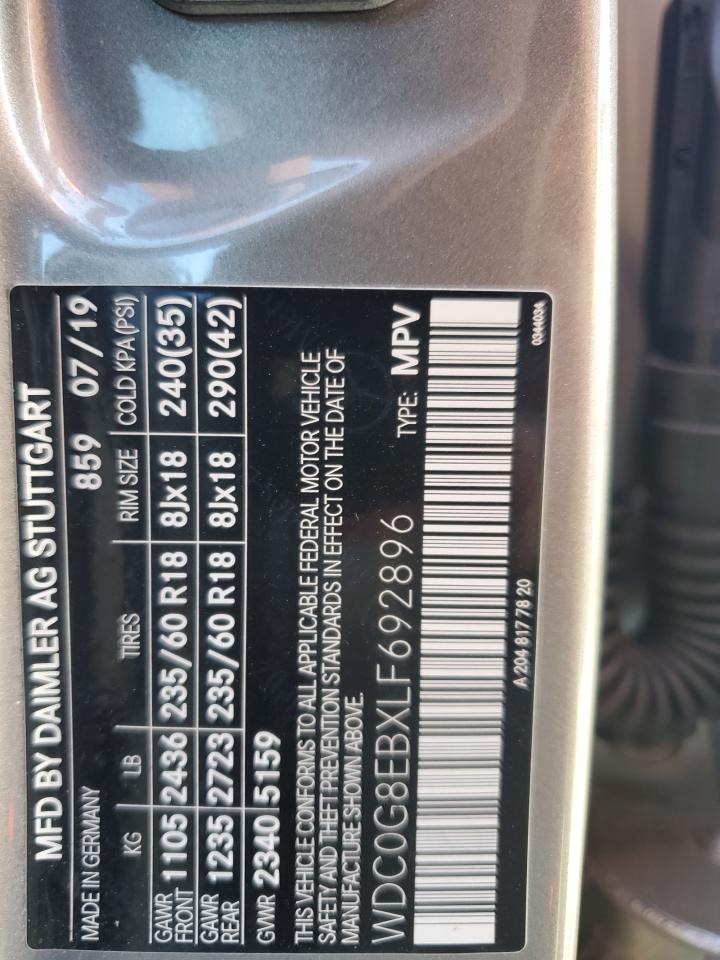 MFD BY DAIMLER AG STUTTGART
MADE IN GERMANY 859 07/19
KG LB TIRES RIM SIZE COLD KPA(PSI)
GAWR FRONT 1105 2436 235/60 R18 8Jx18 240(35)
GAWR REAR 1235 2723 235/60 R18 8Jx18 290(42)
GVWR 2340 5159
THIS VEHICLE CONFORMS TO ALL APPLICABLE FEDERAL MOTOR VEHICLE
SAFETY AND THEFT PREVENTION STANDARDS IN EFFECT ON THE DATE OF
MANUFACTURE SHOWN ABOVE.
WDC0G8EBXLF692896 TYPE: MPV
A 204 817 78 20 0344034